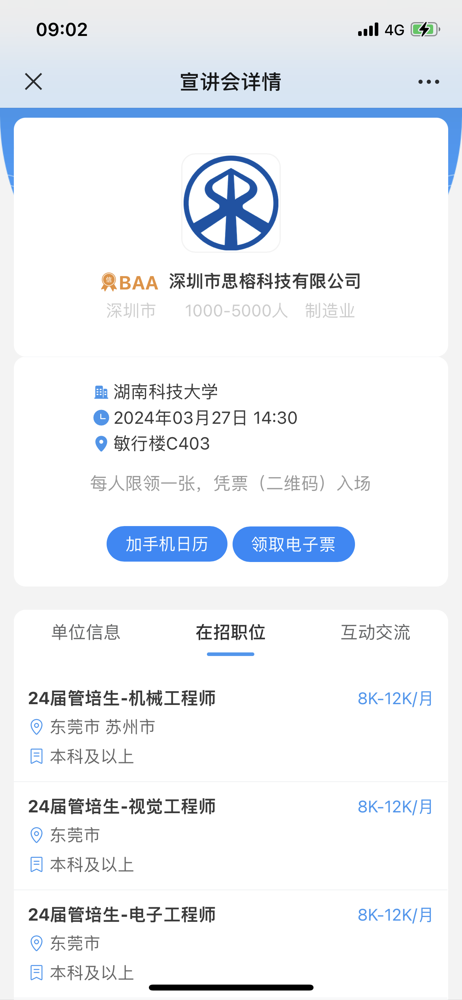 09:02 4G
宣讲会详情
信 BAA 深圳市思榕科技有限公司
深圳市 1000-5000人 制造业
湖南科技大学
2024年03月27日 14:30
敏行楼C403
每人限领一张，凭票（二维码）入场
加手机日历 领取电子票
单位信息 在招职位 互动交流
24届管培生-机械工程师 8K-12K/月
东莞市 苏州市
本科及以上
24届管培生-视觉工程师 8K-12K/月
东莞市
本科及以上
24届管培生-电子工程师 8K-12K/月
东莞市
本科及以上